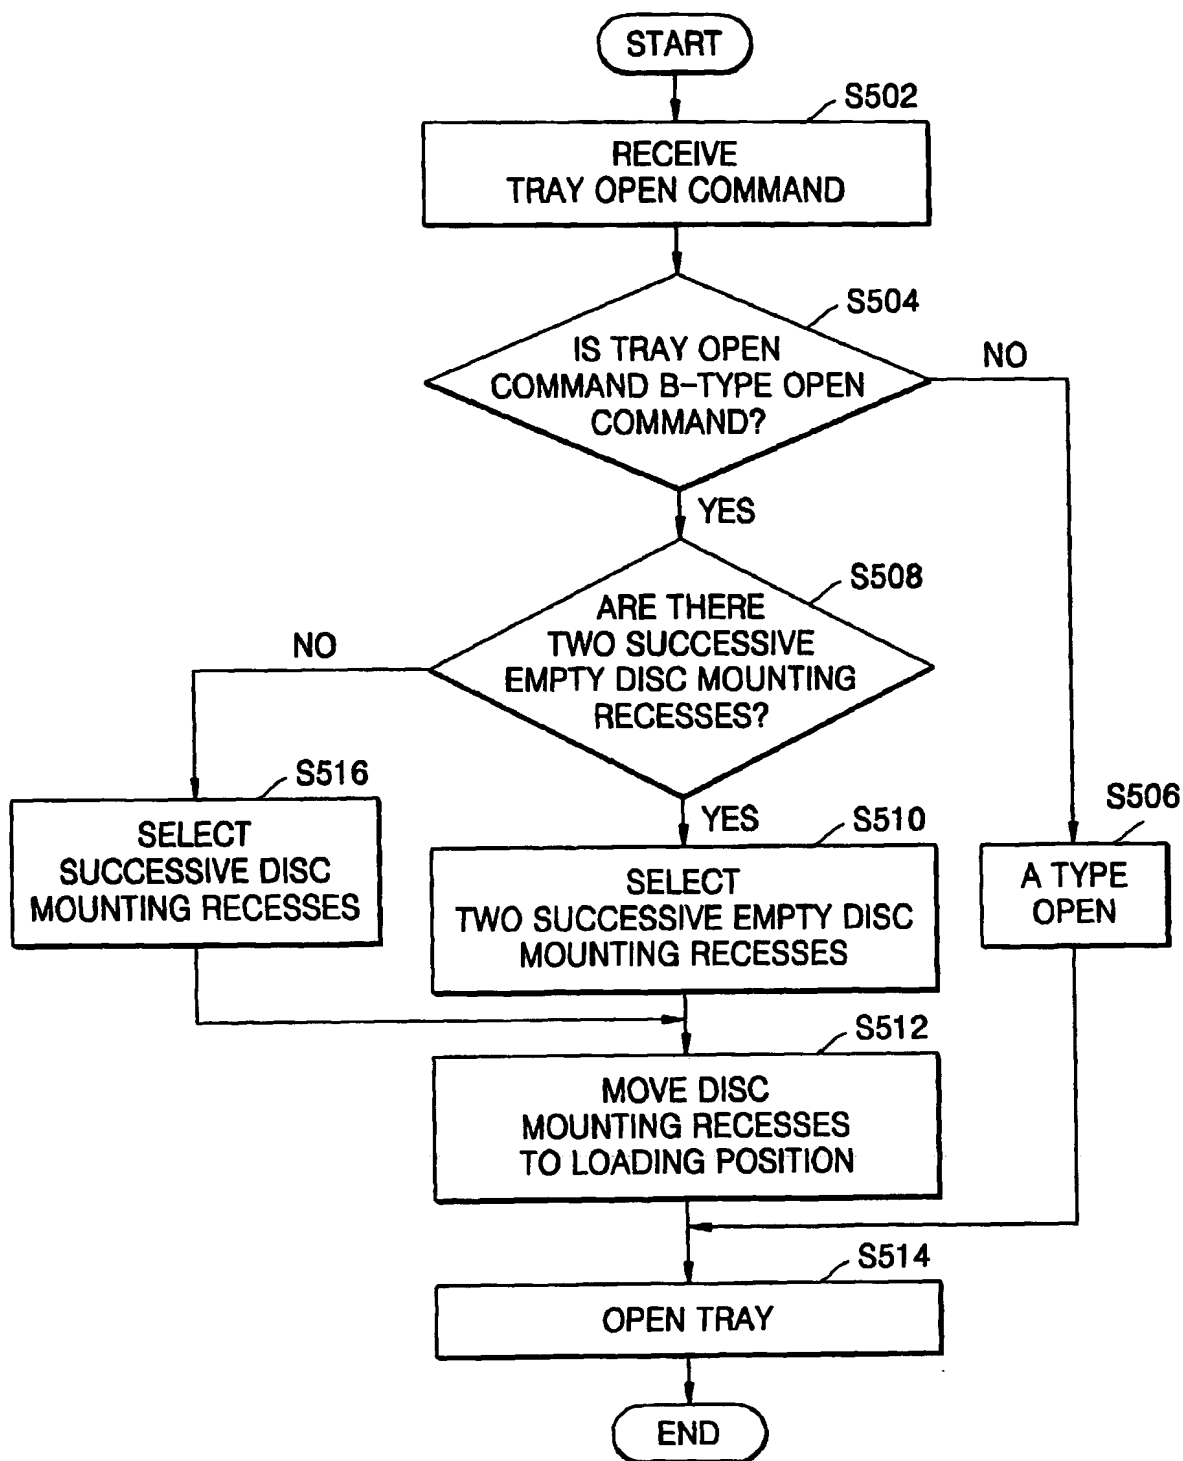 START
S502
RECEIVE
TRAY OPEN COMMAND
S504
IS TRAY OPEN
COMMAND B-TYPE OPEN
COMMAND?
NO
YES
S508
ARE THERE
TWO SUCCESSIVE
EMPTY DISC MOUNTING
RECESSES?
NO
S516
SELECT
SUCCESSIVE DISC
MOUNTING RECESSES
YES
S510
SELECT
TWO SUCCESSIVE EMPTY DISC
MOUNTING RECESSES
S506
A TYPE
OPEN
S512
MOVE DISC
MOUNTING RECESSES
TO LOADING POSITION
S514
OPEN TRAY
END